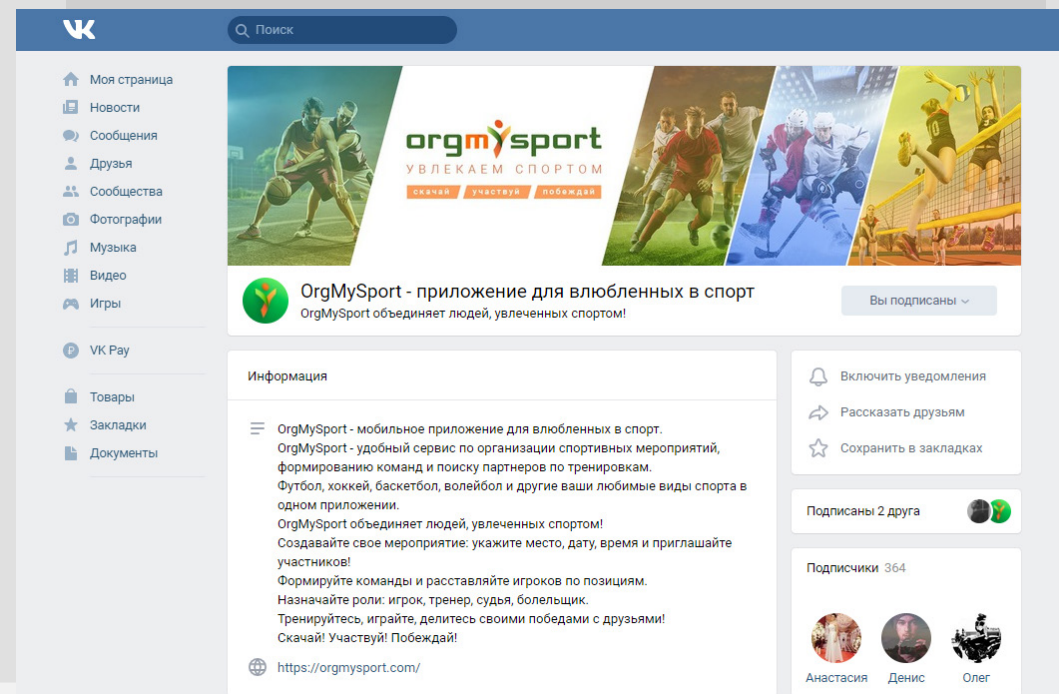 Поиск
Моя страница
Новости
Сообщения
Друзья
Сообщества
Фотографии
Музыка
Видео
Игры
VK Pay
Товары
Закладки
Документы
orgmysport
УВЛЕКАЕМ СПОРТОМ
скачай / участвуй / побеждай
OrgMySport - приложение для влюбленных в спорт
OrgMySport объединяет людей, увлеченных спортом!
Вы подписаны
Информация
OrgMySport - мобильное приложение для влюбленных в спорт.
OrgMySport - удобный сервис по организации спортивных мероприятий,
формированию команд и поиску партнеров по тренировкам.
Футбол, хоккей, баскетбол, волейбол и другие ваши любимые виды спорта в
одном приложении.
OrgMySport объединяет людей, увлеченных спортом!
Создавайте свое мероприятие: укажите место, дату, время и приглашайте
участников!
Формируйте команды и расставляйте игроков по позициям.
Назначайте роли: игрок, тренер, судья, болельщик.
Тренируйтесь, играйте, делитесь своими победами с друзьями!
Скачай! Участвуй! Побеждай!
https://orgmysport.com/
Включить уведомления
Рассказать друзьям
Сохранить в закладках
Подписаны 2 друга
Подписчики 364
Анастасия Денис Олег